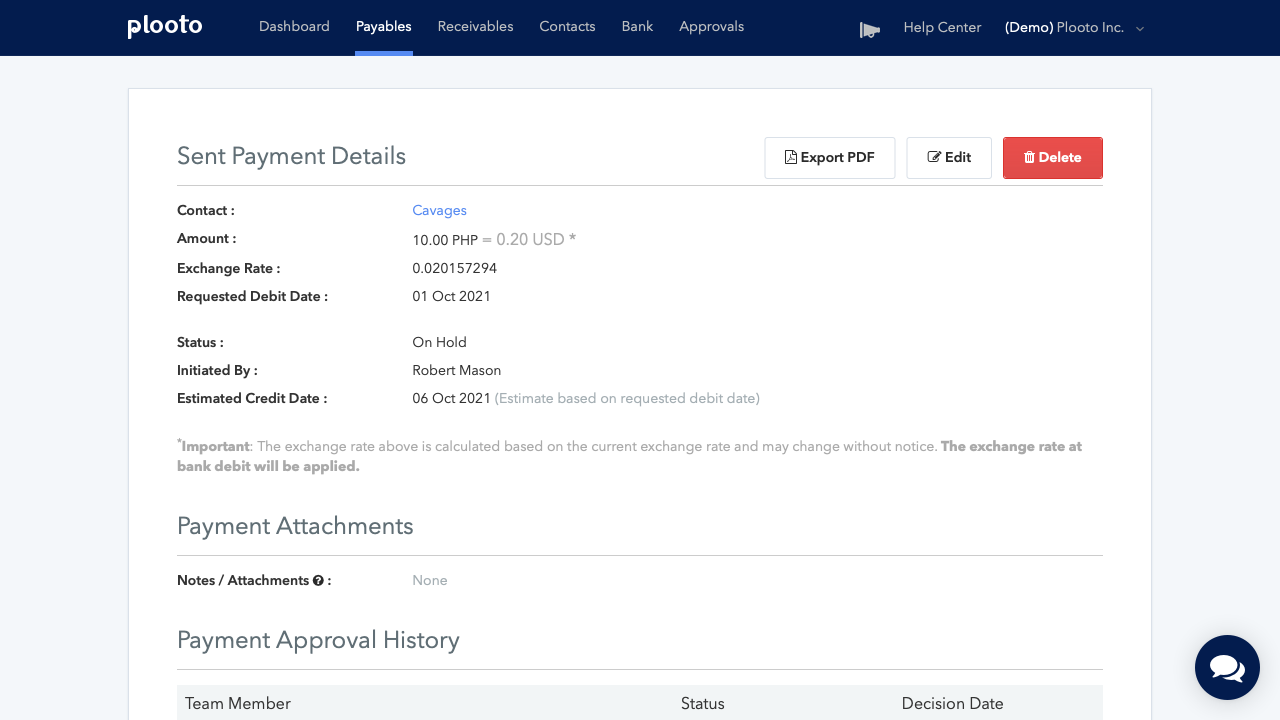 plooto
Dashboard
Payables
Receivables
Contacts
Bank
Approvals
Help Center
(Demo) Plooto Inc.
Sent Payment Details
Export PDF
Edit
Delete
Contact : Cavages
Amount : 10.00 PHP = 0.20 USD *
Exchange Rate : 0.020157294
Requested Debit Date : 01 Oct 2021
Status : On Hold
Initiated By : Robert Mason
Estimated Credit Date : 06 Oct 2021 (Estimate based on requested debit date)
*Important: The exchange rate above is calculated based on the current exchange rate and may change without notice. The exchange rate at
bank debit will be applied.
Payment Attachments
Notes / Attachments ? : None
Payment Approval History
Team Member Status Decision Date